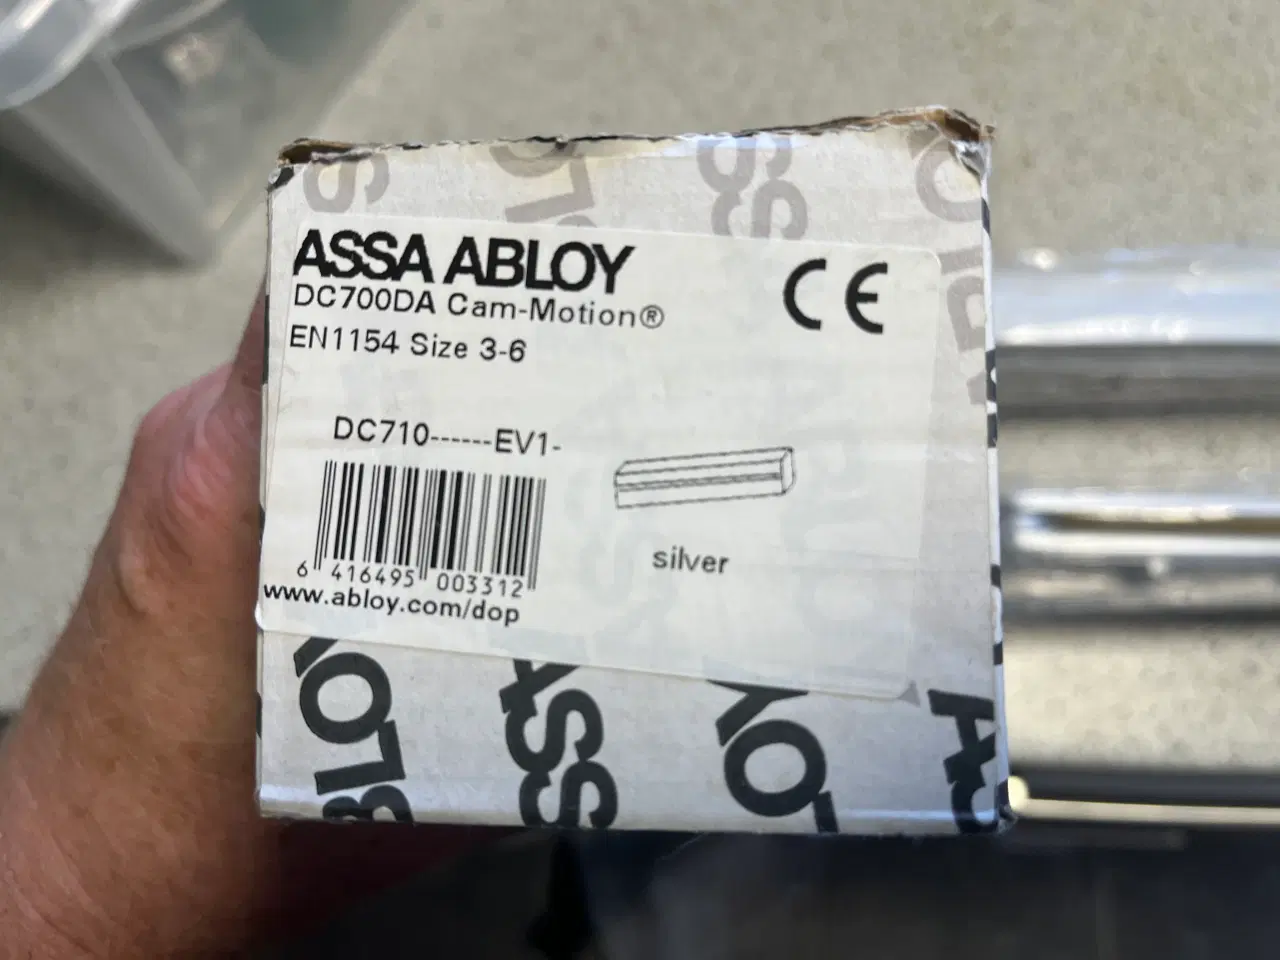 ASSA ABLOY
DC700DA Cam-Motion®
EN1154 Size 3-6
CE
DC710------EV1-
6 416495 003312
www.abloy.com/dop
silver